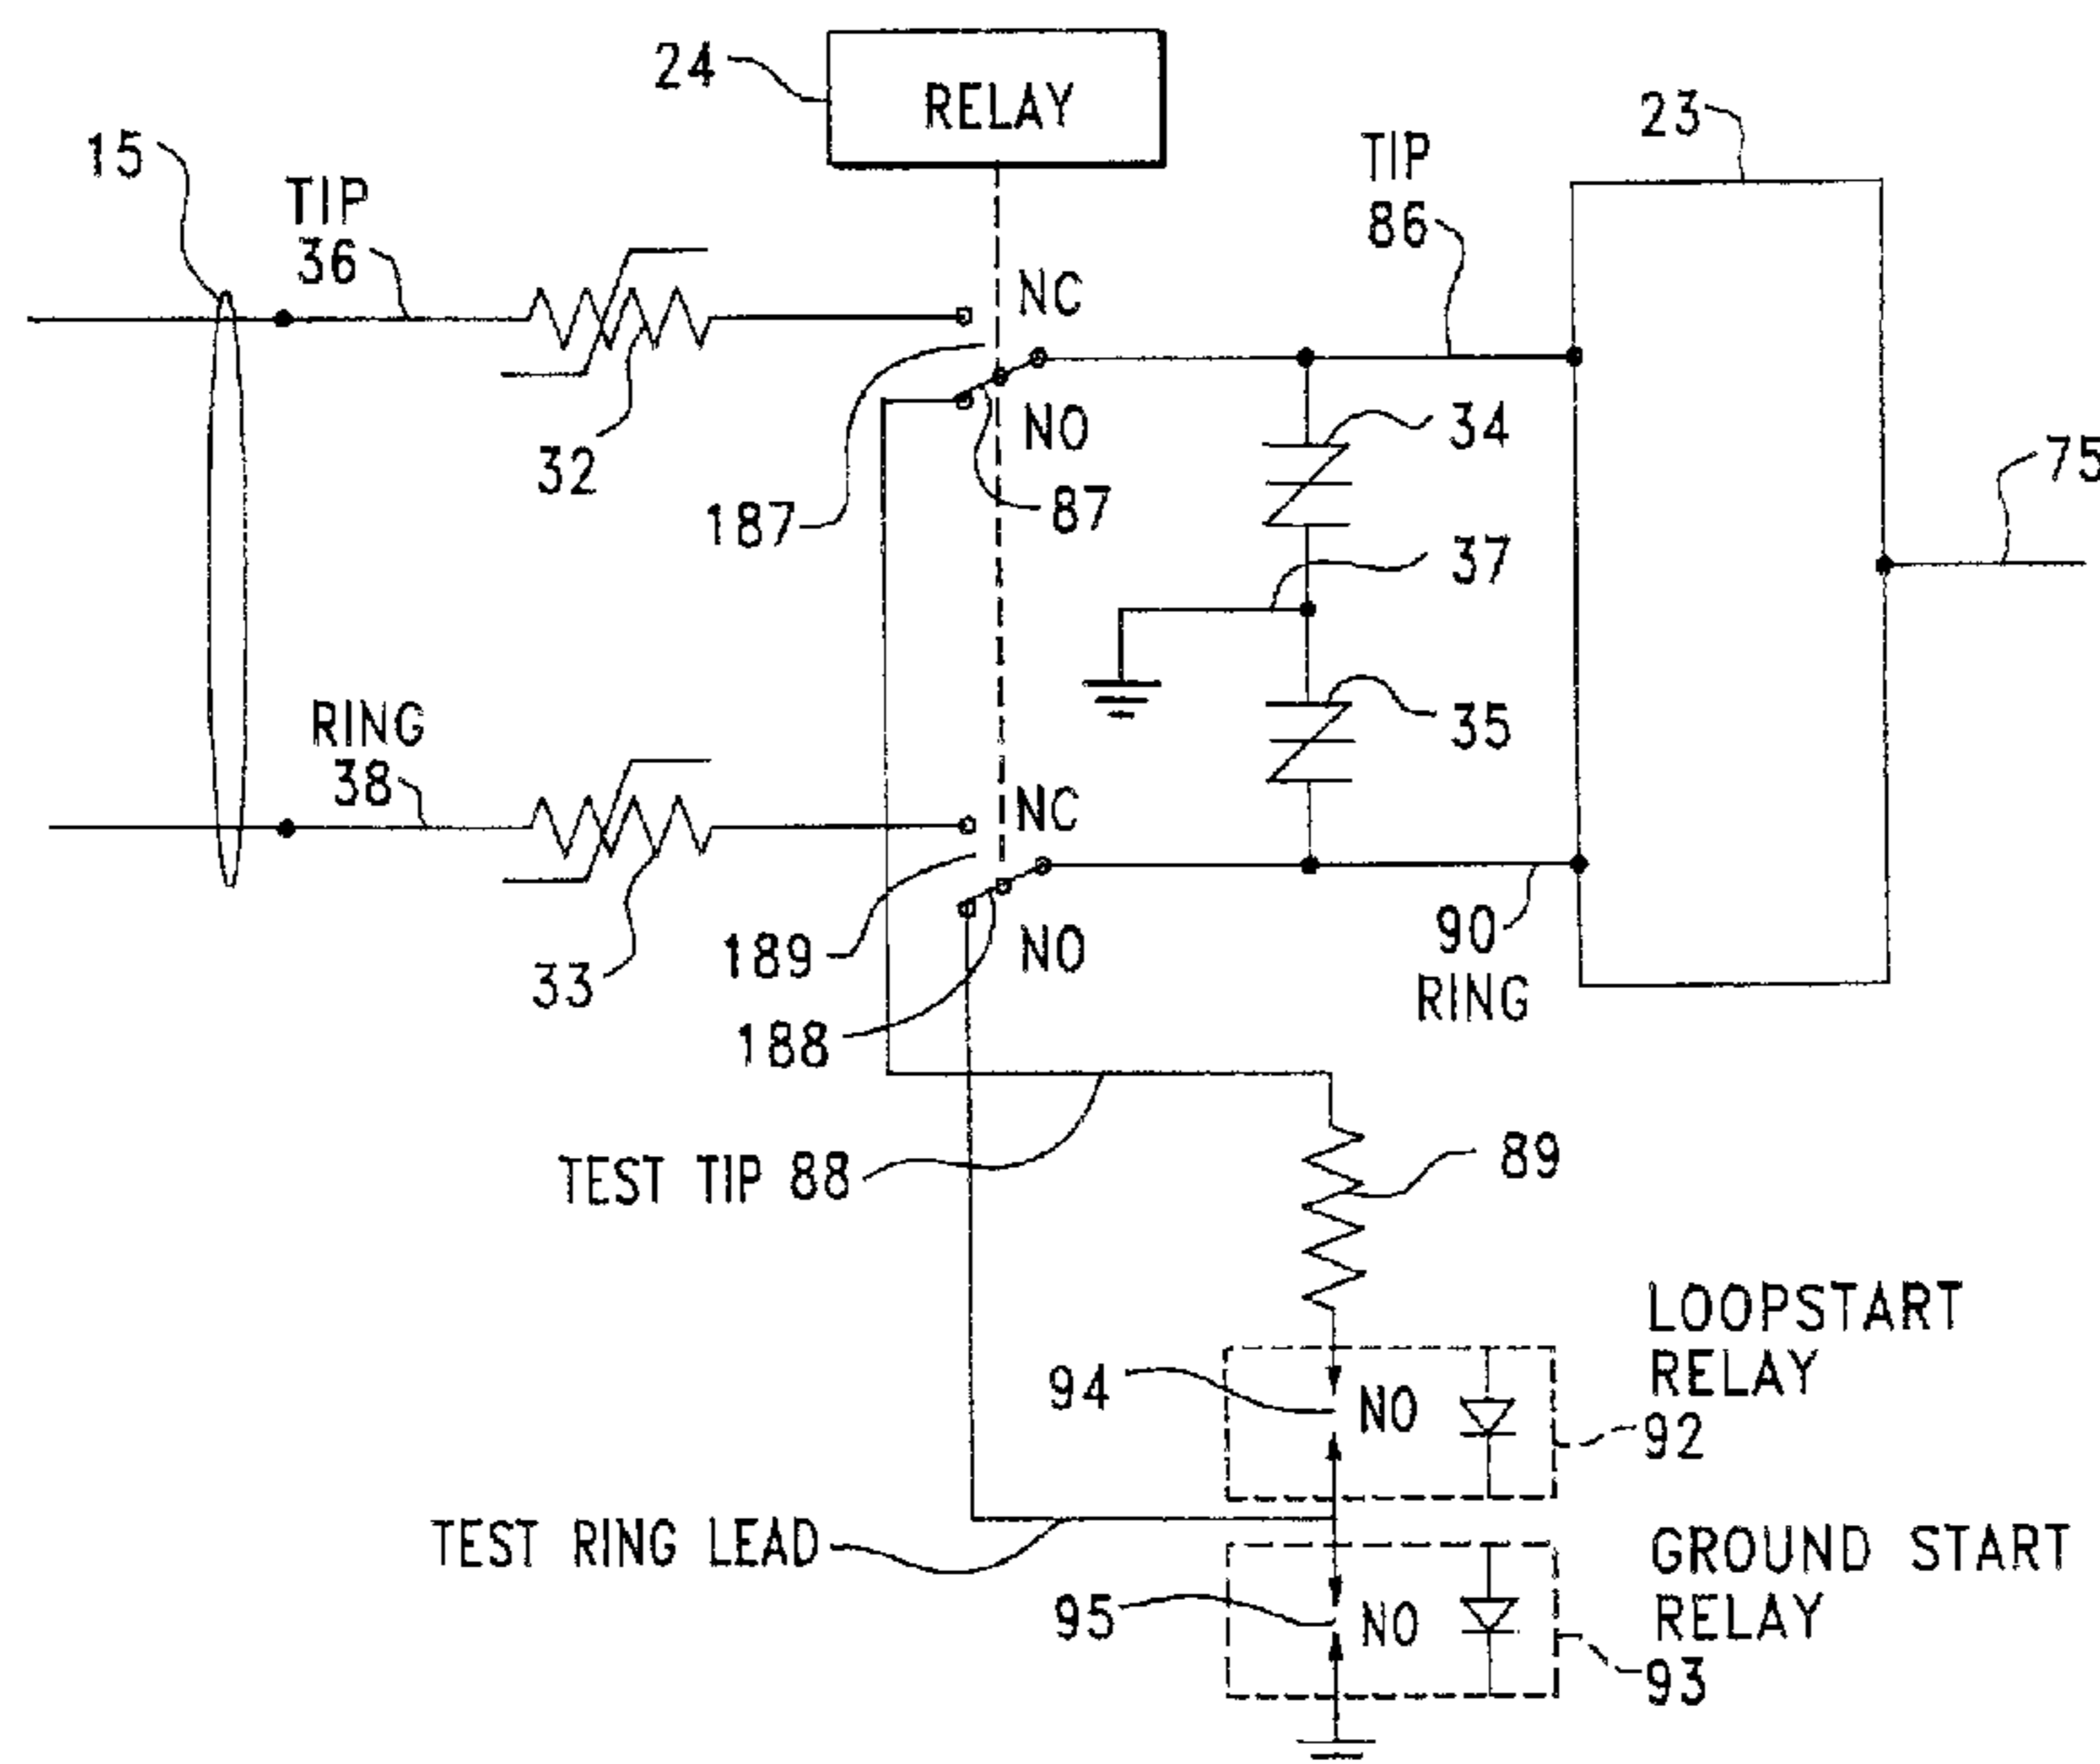 24
RELAY
23
15
TIP
36
TIP
86
NC
32
187
NO
87
34
75
37
RING
38
35
NC
33
189
NO
188
90
RING
TEST TIP 88
89
LOOPSTART
RELAY
92
94
NO
TEST RING LEAD
GROUND START
RELAY
93
95
NO